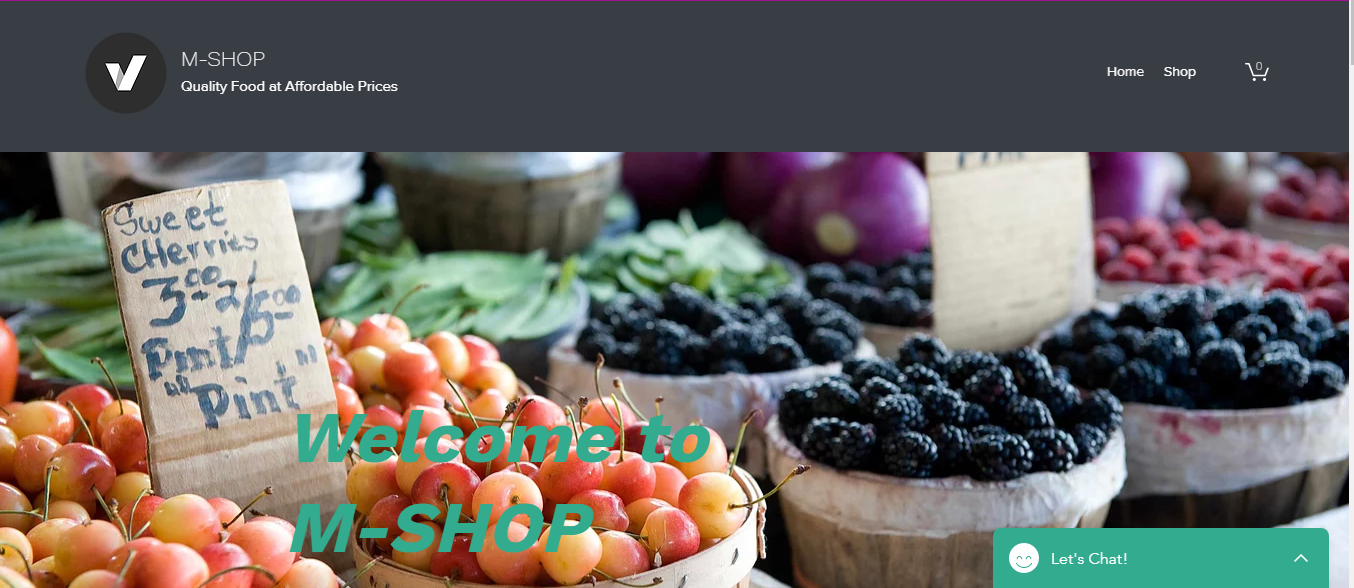 M-SHOP
Quality Food at Affordable Prices
Home Shop
0
Sweet
CHerries
3.00 2/5.00
Pint/
"Pint"
Welcome to
M-SHOP
Let's Chat!